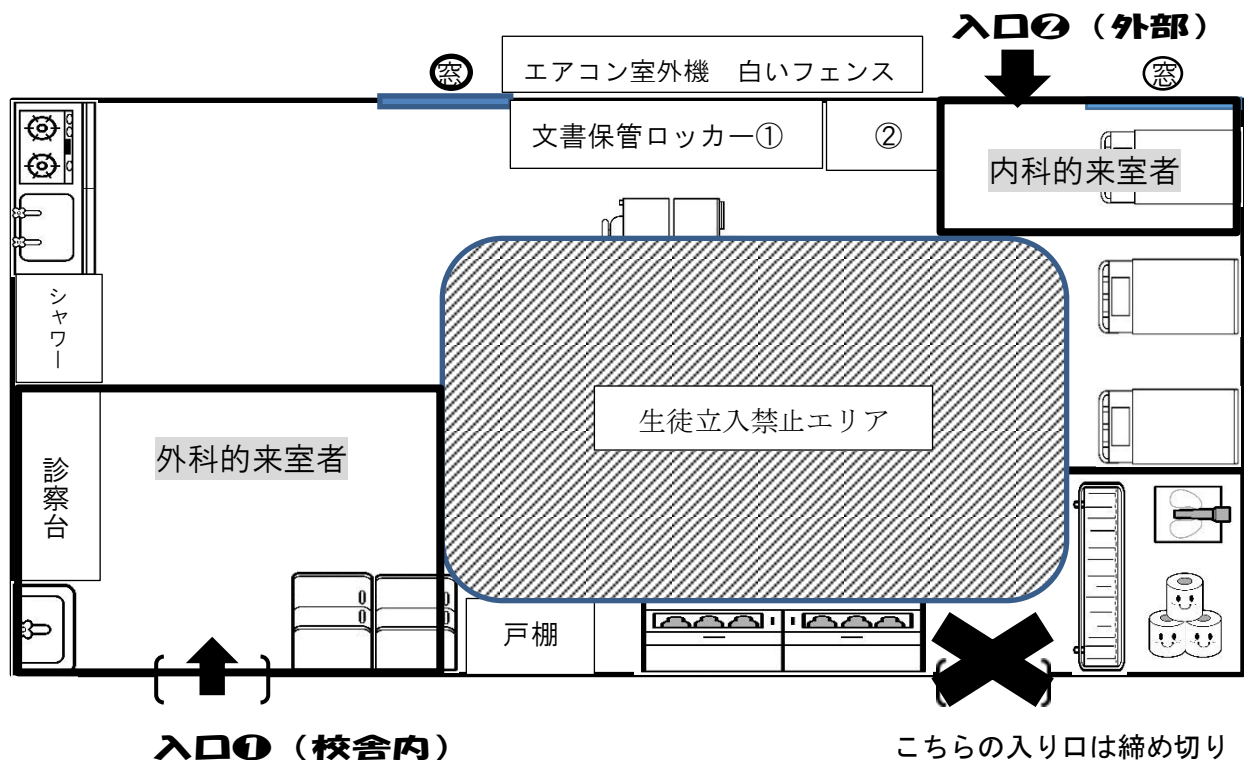 入口❷（外部）
窓
エアコン室外機　白いフェンス
窓
文書保管ロッカー①
②
内科的来室者
シャワー
生徒立入禁止エリア
外科的来室者
診察台
戸棚
入口❶（校舎内）
こちらの入り口は締め切り